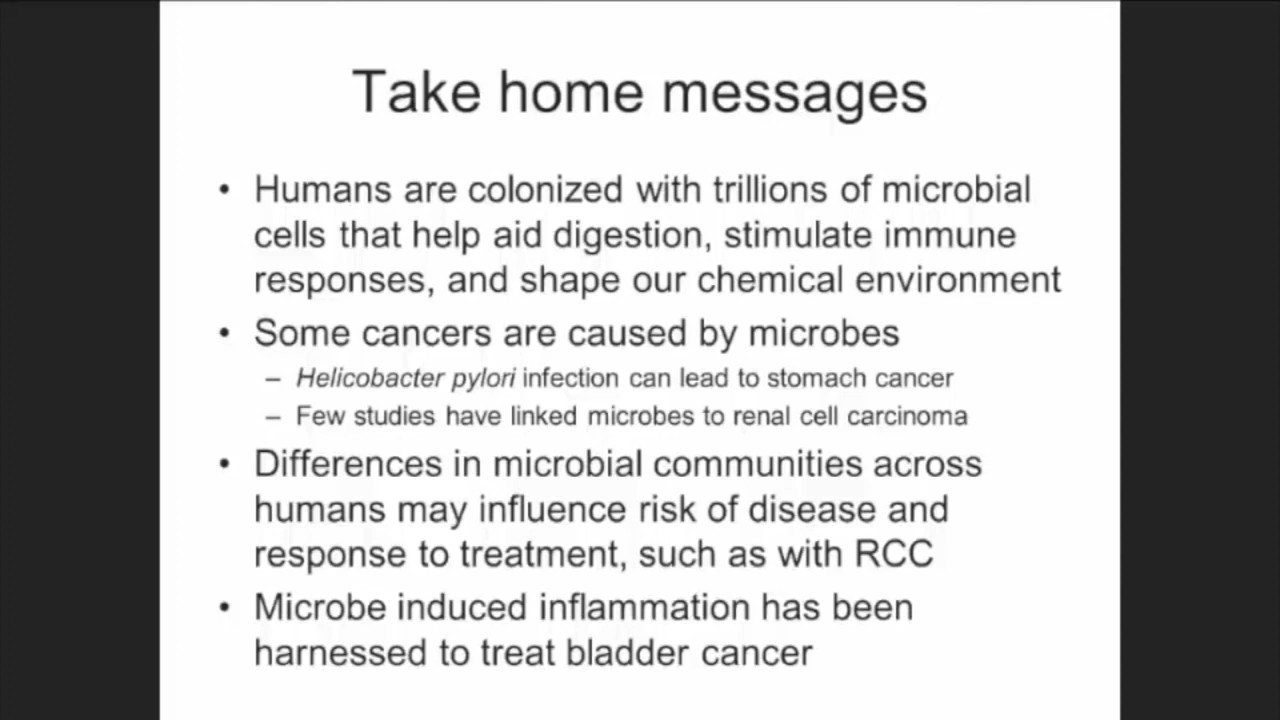 Take home messages
• Humans are colonized with trillions of microbial
cells that help aid digestion, stimulate immune
responses, and shape our chemical environment
• Some cancers are caused by microbes
– Helicobacter pylori infection can lead to stomach cancer
– Few studies have linked microbes to renal cell carcinoma
• Differences in microbial communities across
humans may influence risk of disease and
response to treatment, such as with RCC
• Microbe induced inflammation has been
harnessed to treat bladder cancer